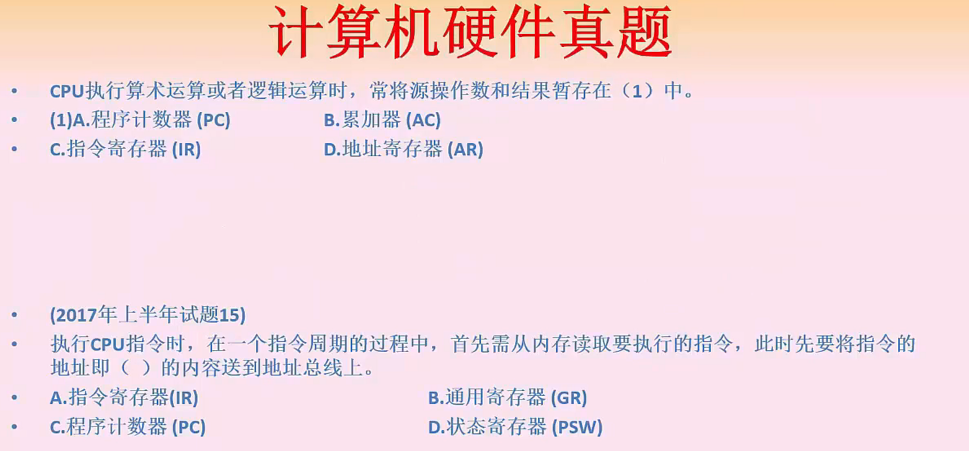 计算机硬件真题
• CPU执行算术运算或者逻辑运算时，常将源操作数和结果暂存在（1）中。
• (1)A.程序计数器 (PC) B.累加器 (AC)
• C.指令寄存器 (IR) D.地址寄存器 (AR)
• (2017年上半年试题15)
• 执行CPU指令时，在一个指令周期的过程中，首先需从内存读取要执行的指令，此时先要将指令的
地址即（ ）的内容送到地址总线上。
• A.指令寄存器(IR) B.通用寄存器 (GR)
• C.程序计数器 (PC) D.状态寄存器 (PSW)